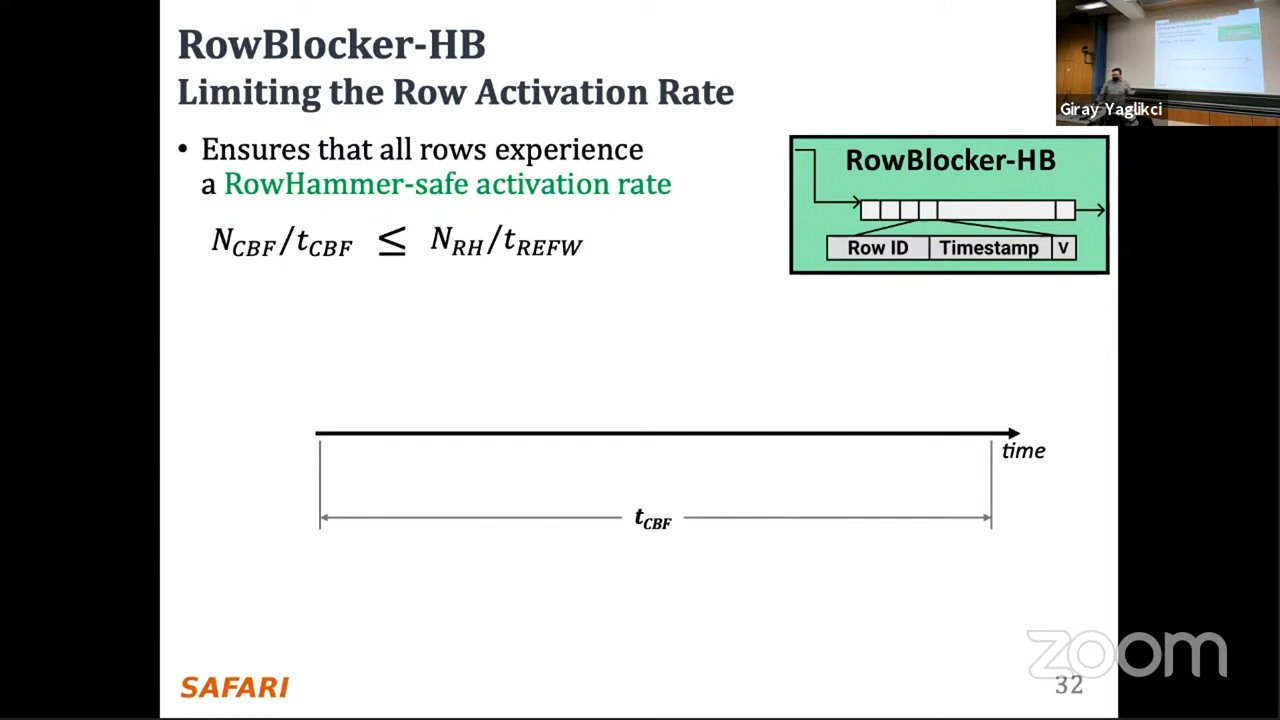 RowBlocker-HB
Limiting the Row Activation Rate
• Ensures that all rows experience
a RowHammer-safe activation rate
N_CBF/t_CBF ≤ N_RH/t_REFW
RowBlocker-HB
Row ID Timestamp V
time
t_CBF
SAFARI
32
zoom
Giray Yaglikci